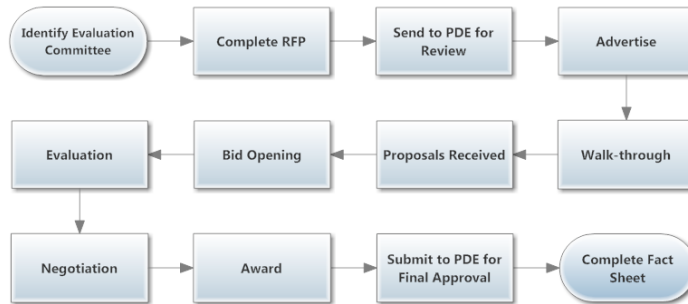 Identify Evaluation
Committee
Complete RFP
Send to PDE for
Review
Advertise
Walk-through
Proposals Received
Bid Opening
Evaluation
Negotiation
Award
Submit to PDE for
Final Approval
Complete Fact
Sheet